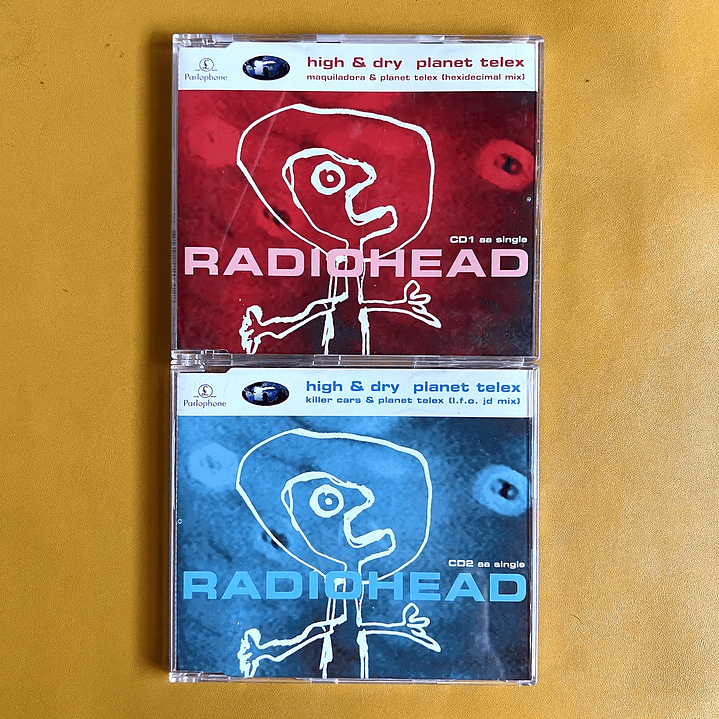 Parlophone
high & dry planet telex
maquiladora & planet telex (hexidecimal mix)
CD1 aa single
RADIOHEAD
Parlophone
high & dry planet telex
killer cars & planet telex (l.f.o. jd mix)
CD2 aa single
RADIOHEAD